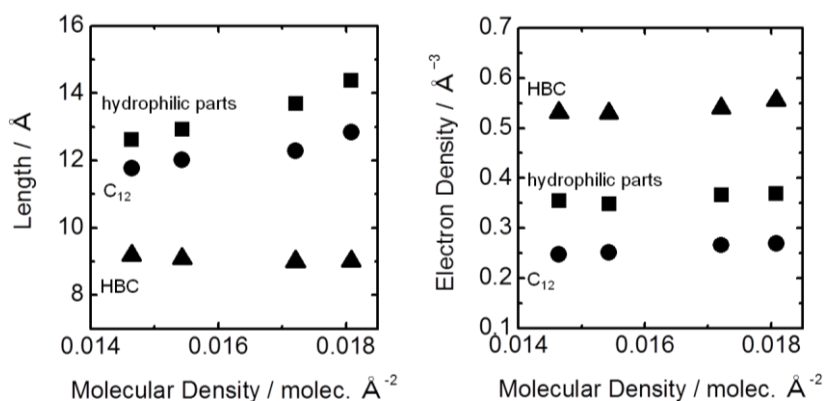 16
14
12
10
8
Length / Å
hydrophilic parts
C₁₂
HBC
0.014
0.016
0.018
Molecular Density / molec. Å⁻²
0.7
0.6
0.5
0.4
0.3
0.2
0.1
Electron Density / Å⁻³
HBC
hydrophilic parts
C₁₂
0.014
0.016
0.018
Molecular Density / molec. Å⁻²